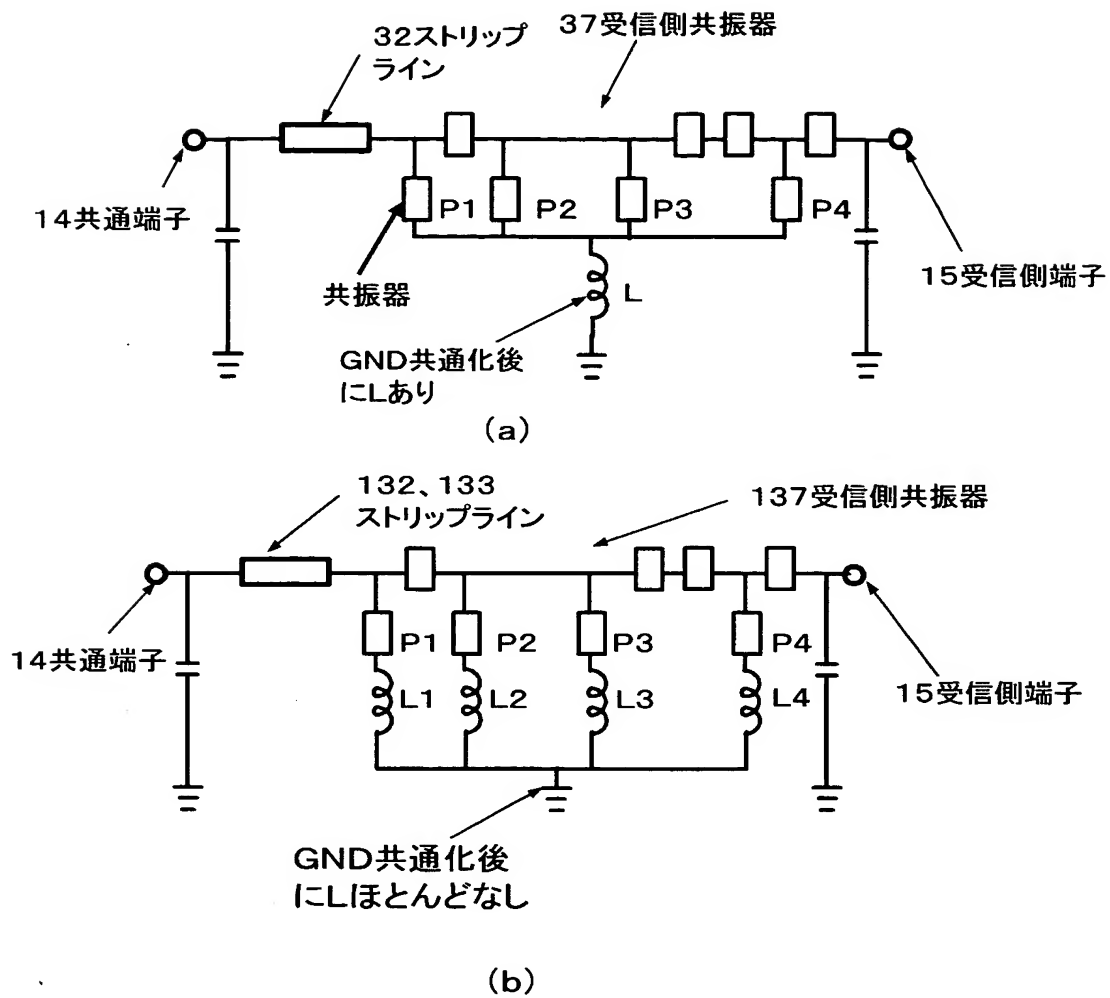 32ストリップ
ライン
37受信側共振器
14共通端子
P1
P2
P3
P4
共振器
L
15受信側端子
GND共通化後
にLあり
(a)
132、133
ストリップライン
137受信側共振器
14共通端子
P1
P2
P3
P4
L1
L2
L3
L4
15受信側端子
GND共通化後
にLほとんどなし
(b)